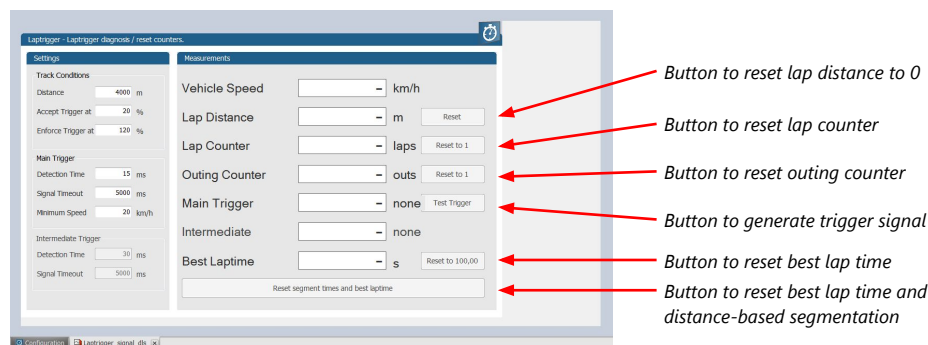 Laptrigger - Laptrigger diagnosis / reset counters.
Settings
Track Conditions
Distance 4000 m
Accept Trigger at 20 %
Enforce Trigger at 120 %
Main Trigger
Detection Time 15 ms
Signal Timeout 5000 ms
Minimum Speed 20 km/h
Intermediate Trigger
Detection Time 30 ms
Signal Timeout 5000 ms
Measurements
Vehicle Speed – km/h
Lap Distance – m Reset
Lap Counter – laps Reset to 1
Outing Counter – outs Reset to 1
Main Trigger – none Test Trigger
Intermediate – none
Best Laptime – s Reset to 100,00
Reset segment times and best laptime
Button to reset lap distance to 0
Button to reset lap counter
Button to reset outing counter
Button to generate trigger signal
Button to reset best lap time
Button to reset best lap time and
distance-based segmentation
Configuration Laptrigger_signal_dls